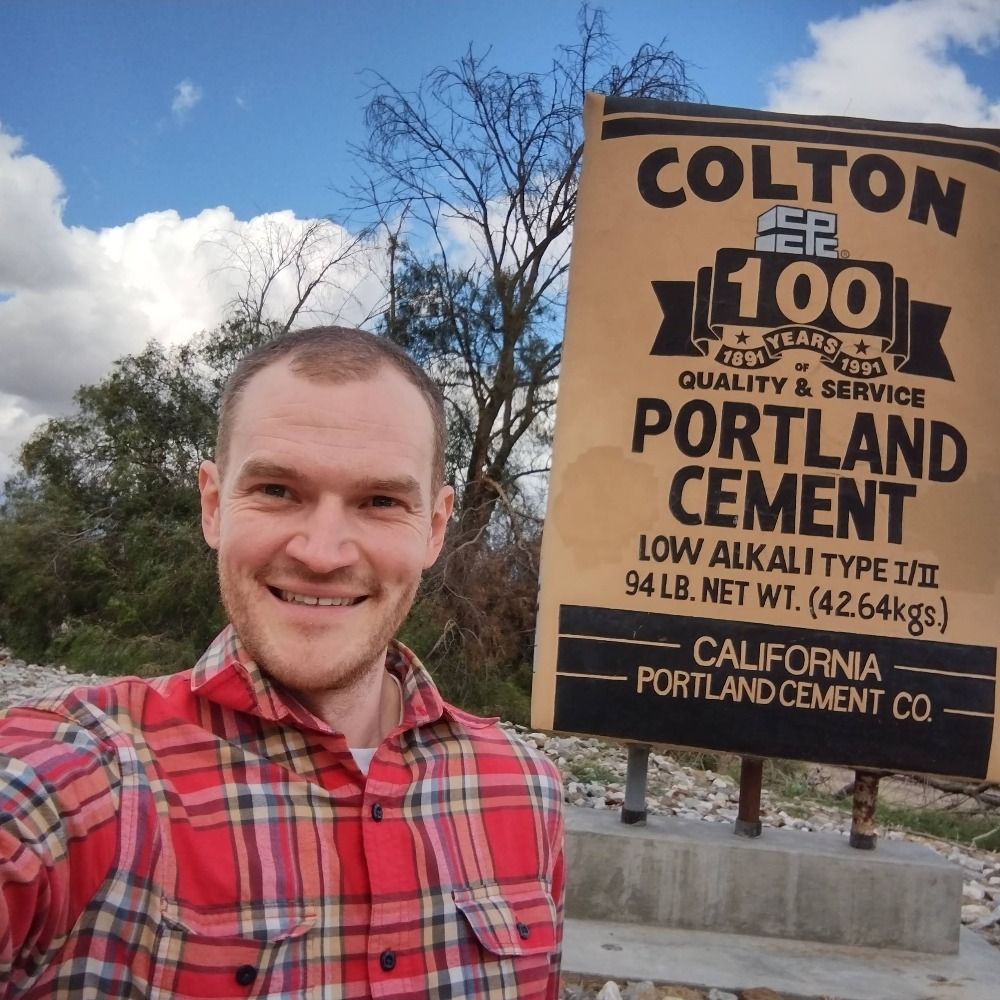 COLTON
CPC
®
100
YEARS
1891 1991
OF
QUALITY & SERVICE
PORTLAND
CEMENT
LOW ALKALI TYPE I/II
94 LB. NET WT. (42.64kgs.)
CALIFORNIA
PORTLAND CEMENT CO.